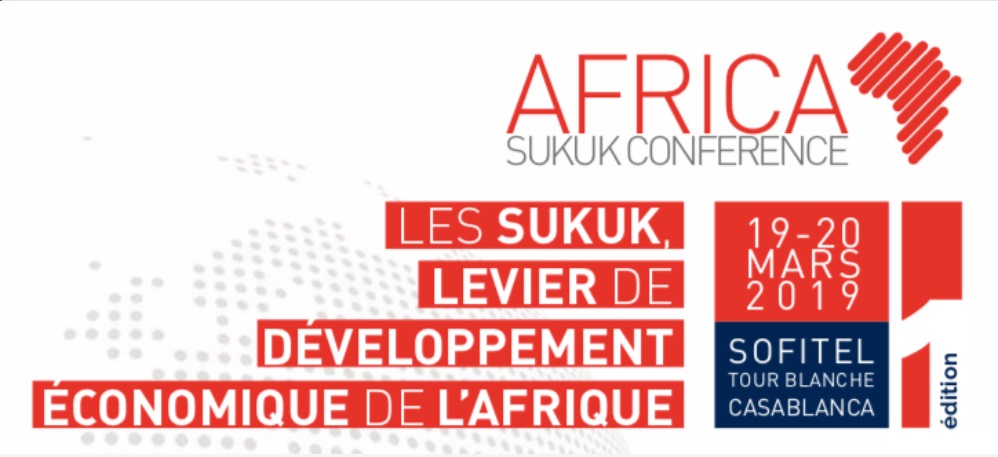 AFRICA
SUKUK CONFERENCE
LES SUKUK,
LEVIER DE
DÉVELOPPEMENT
ÉCONOMIQUE DE L'AFRIQUE
19-20
MARS
2019
SOFITEL
TOUR BLANCHE
CASABLANCA
1
édition